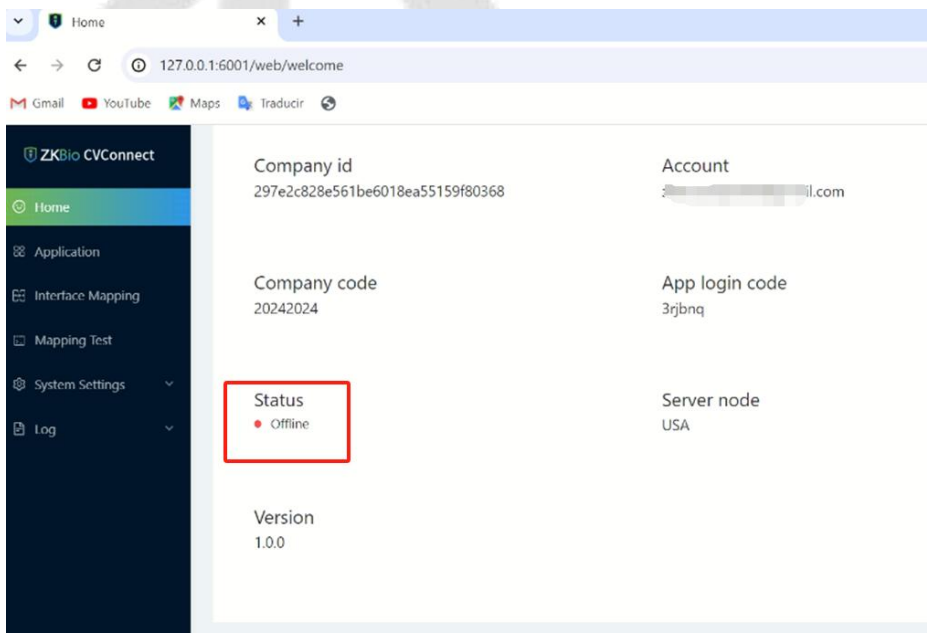 Home
127.0.0.1:6001/web/welcome
Gmail YouTube Maps Traducir
ZKBio CVConnect
Home
Application
Interface Mapping
Mapping Test
System Settings
Log
Company id
297e2c828e561be6018ea55159f80368
Account
il.com
Company code
20242024
App login code
3rjbnq
Status
Offline
Server node
USA
Version
1.0.0